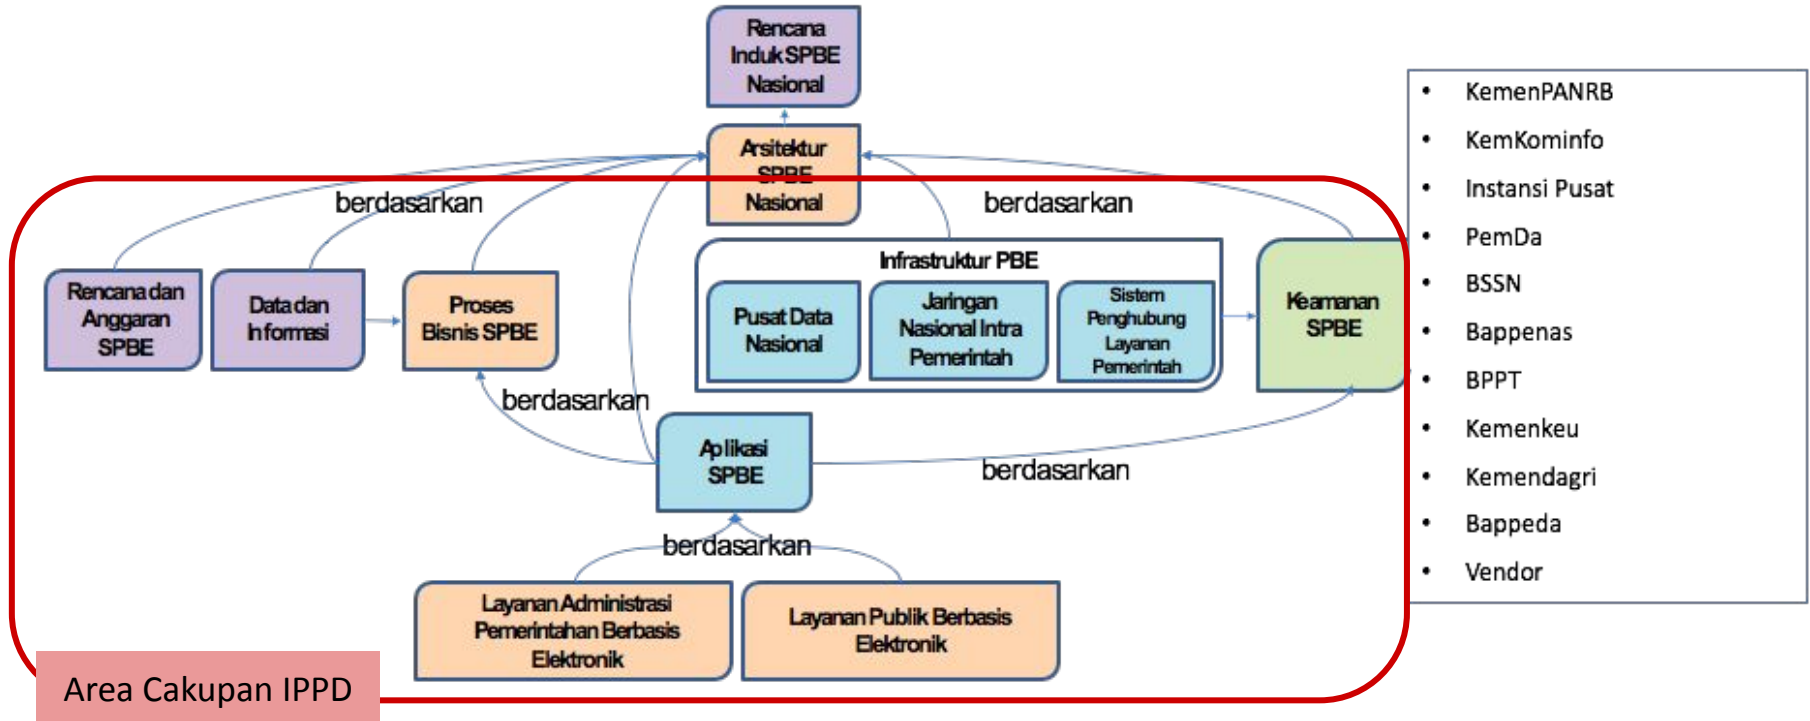 Rencana
Induk SPBE
Nasional
Arsitektur
SPBE
Nasional
berdasarkan
berdasarkan
Rencana dan
Anggaran
SPBE
Data dan
Informasi
Proses
Bisnis SPBE
Infrastruktur PBE
Pusat Data
Nasional
Jaringan
Nasional Intra
Pemerintah
Sistem
Penghubung
Layanan
Pemerintah
Keamanan
SPBE
berdasarkan
Aplikasi
SPBE
berdasarkan
berdasarkan
Layanan Administrasi
Pemerintahan Berbasis
Elektronik
Layanan Publik Berbasis
Elektronik
Area Cakupan IPPD
• KemenPANRB
• KemKominfo
• Instansi Pusat
• PemDa
• BSSN
• Bappenas
• BPPT
• Kemenkeu
• Kemendagri
• Bappeda
• Vendor